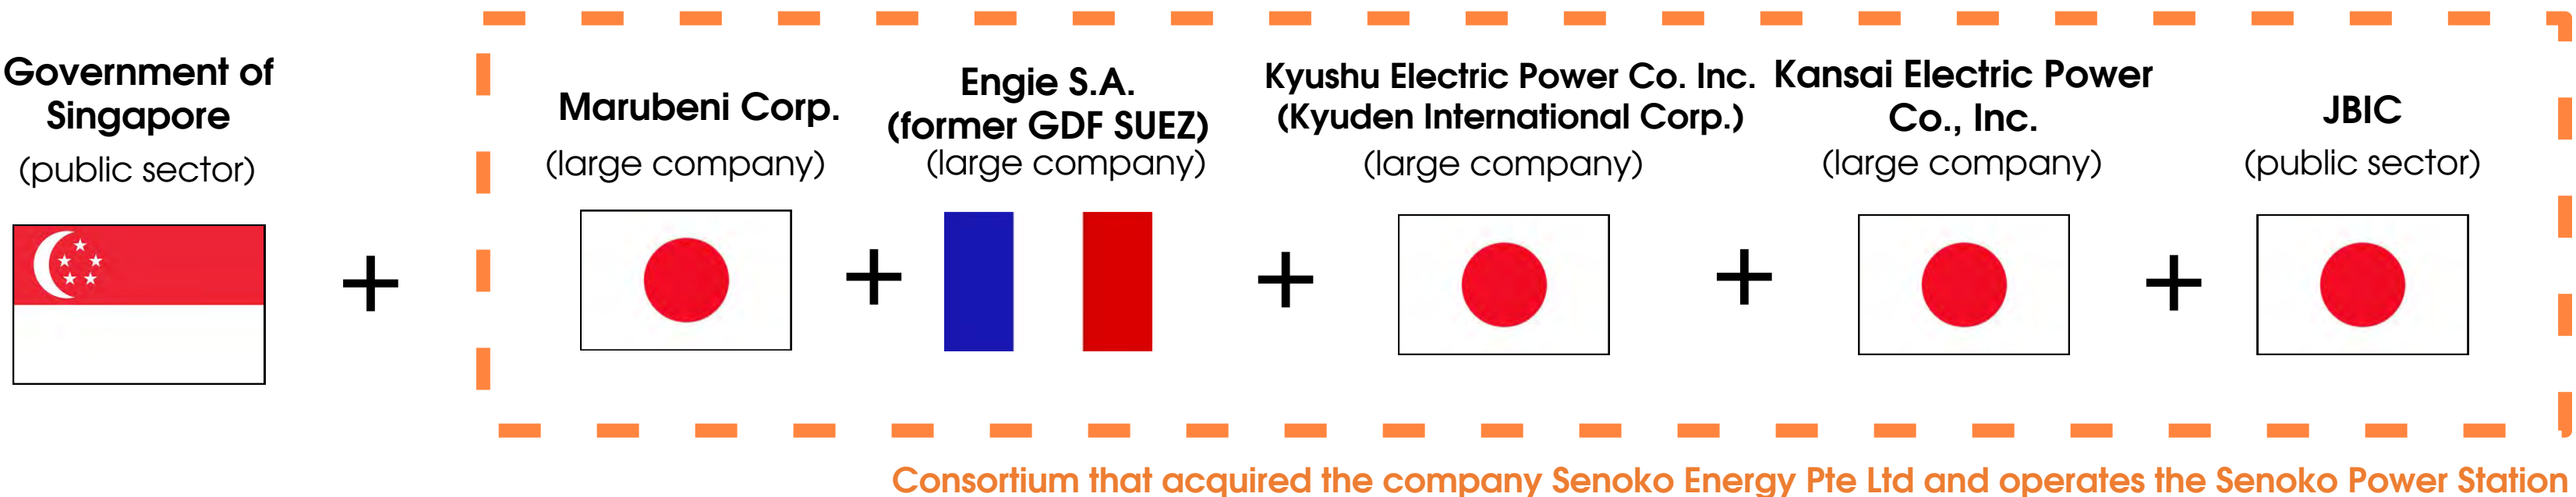 Government of
Singapore
(public sector)
Marubeni Corp.
(large company)
Engie S.A.
(former GDF SUEZ)
(large company)
Kyushu Electric Power Co. Inc.
(Kyuden International Corp.)
(large company)
Kansai Electric Power
Co., Inc.
(large company)
JBIC
(public sector)
+
+
+
+
+
Consortium that acquired the company Senoko Energy Pte Ltd and operates the Senoko Power Station